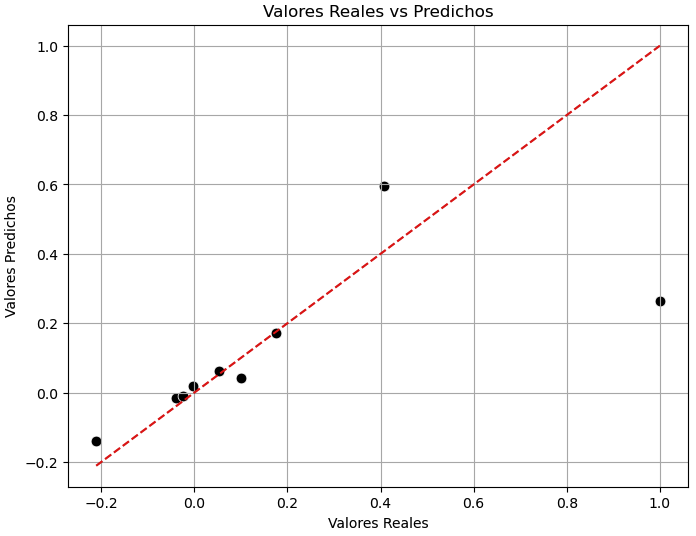 Valores Reales vs Predichos
1.0
0.8
0.6
0.4
0.2
0.0
−0.2
Valores Predichos
−0.2 0.0 0.2 0.4 0.6 0.8 1.0
Valores Reales